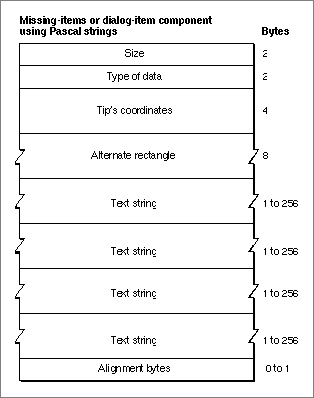 Missing-items or dialog-item component
using Pascal strings Bytes
Size 2
Type of data 2
Tip's coordinates 4
Alternate rectangle 8
Text string 1 to 256
Text string 1 to 256
Text string 1 to 256
Text string 1 to 256
Alignment bytes 0 to 1